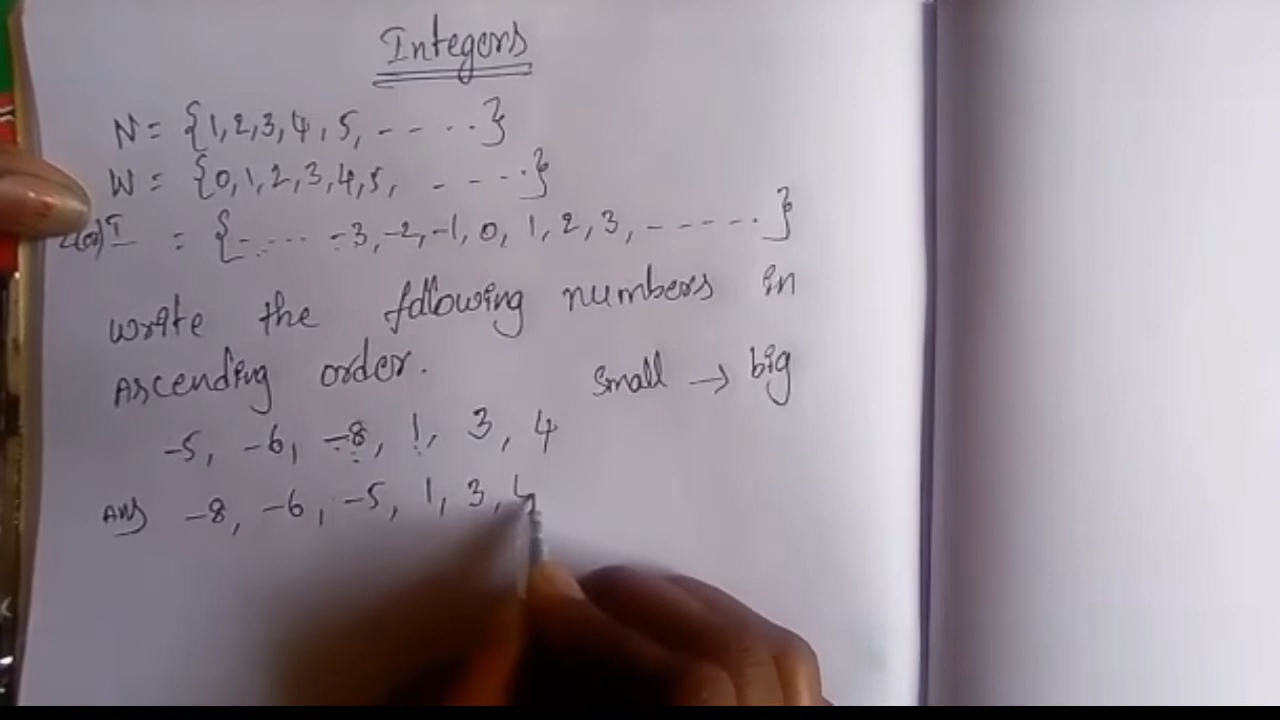 Integers
N = {1, 2, 3, 4, 5, - - - - -}
W = {0, 1, 2, 3, 4, 5, - - - - -}
Z(or) I = {- - - - - -3, -2, -1, 0, 1, 2, 3, - - - - - -}
write the following numbers in
Ascending order. Small → big
-5, -6, -8, 1, 3, 4
Ans -8, -6, -5, 1, 3, 4